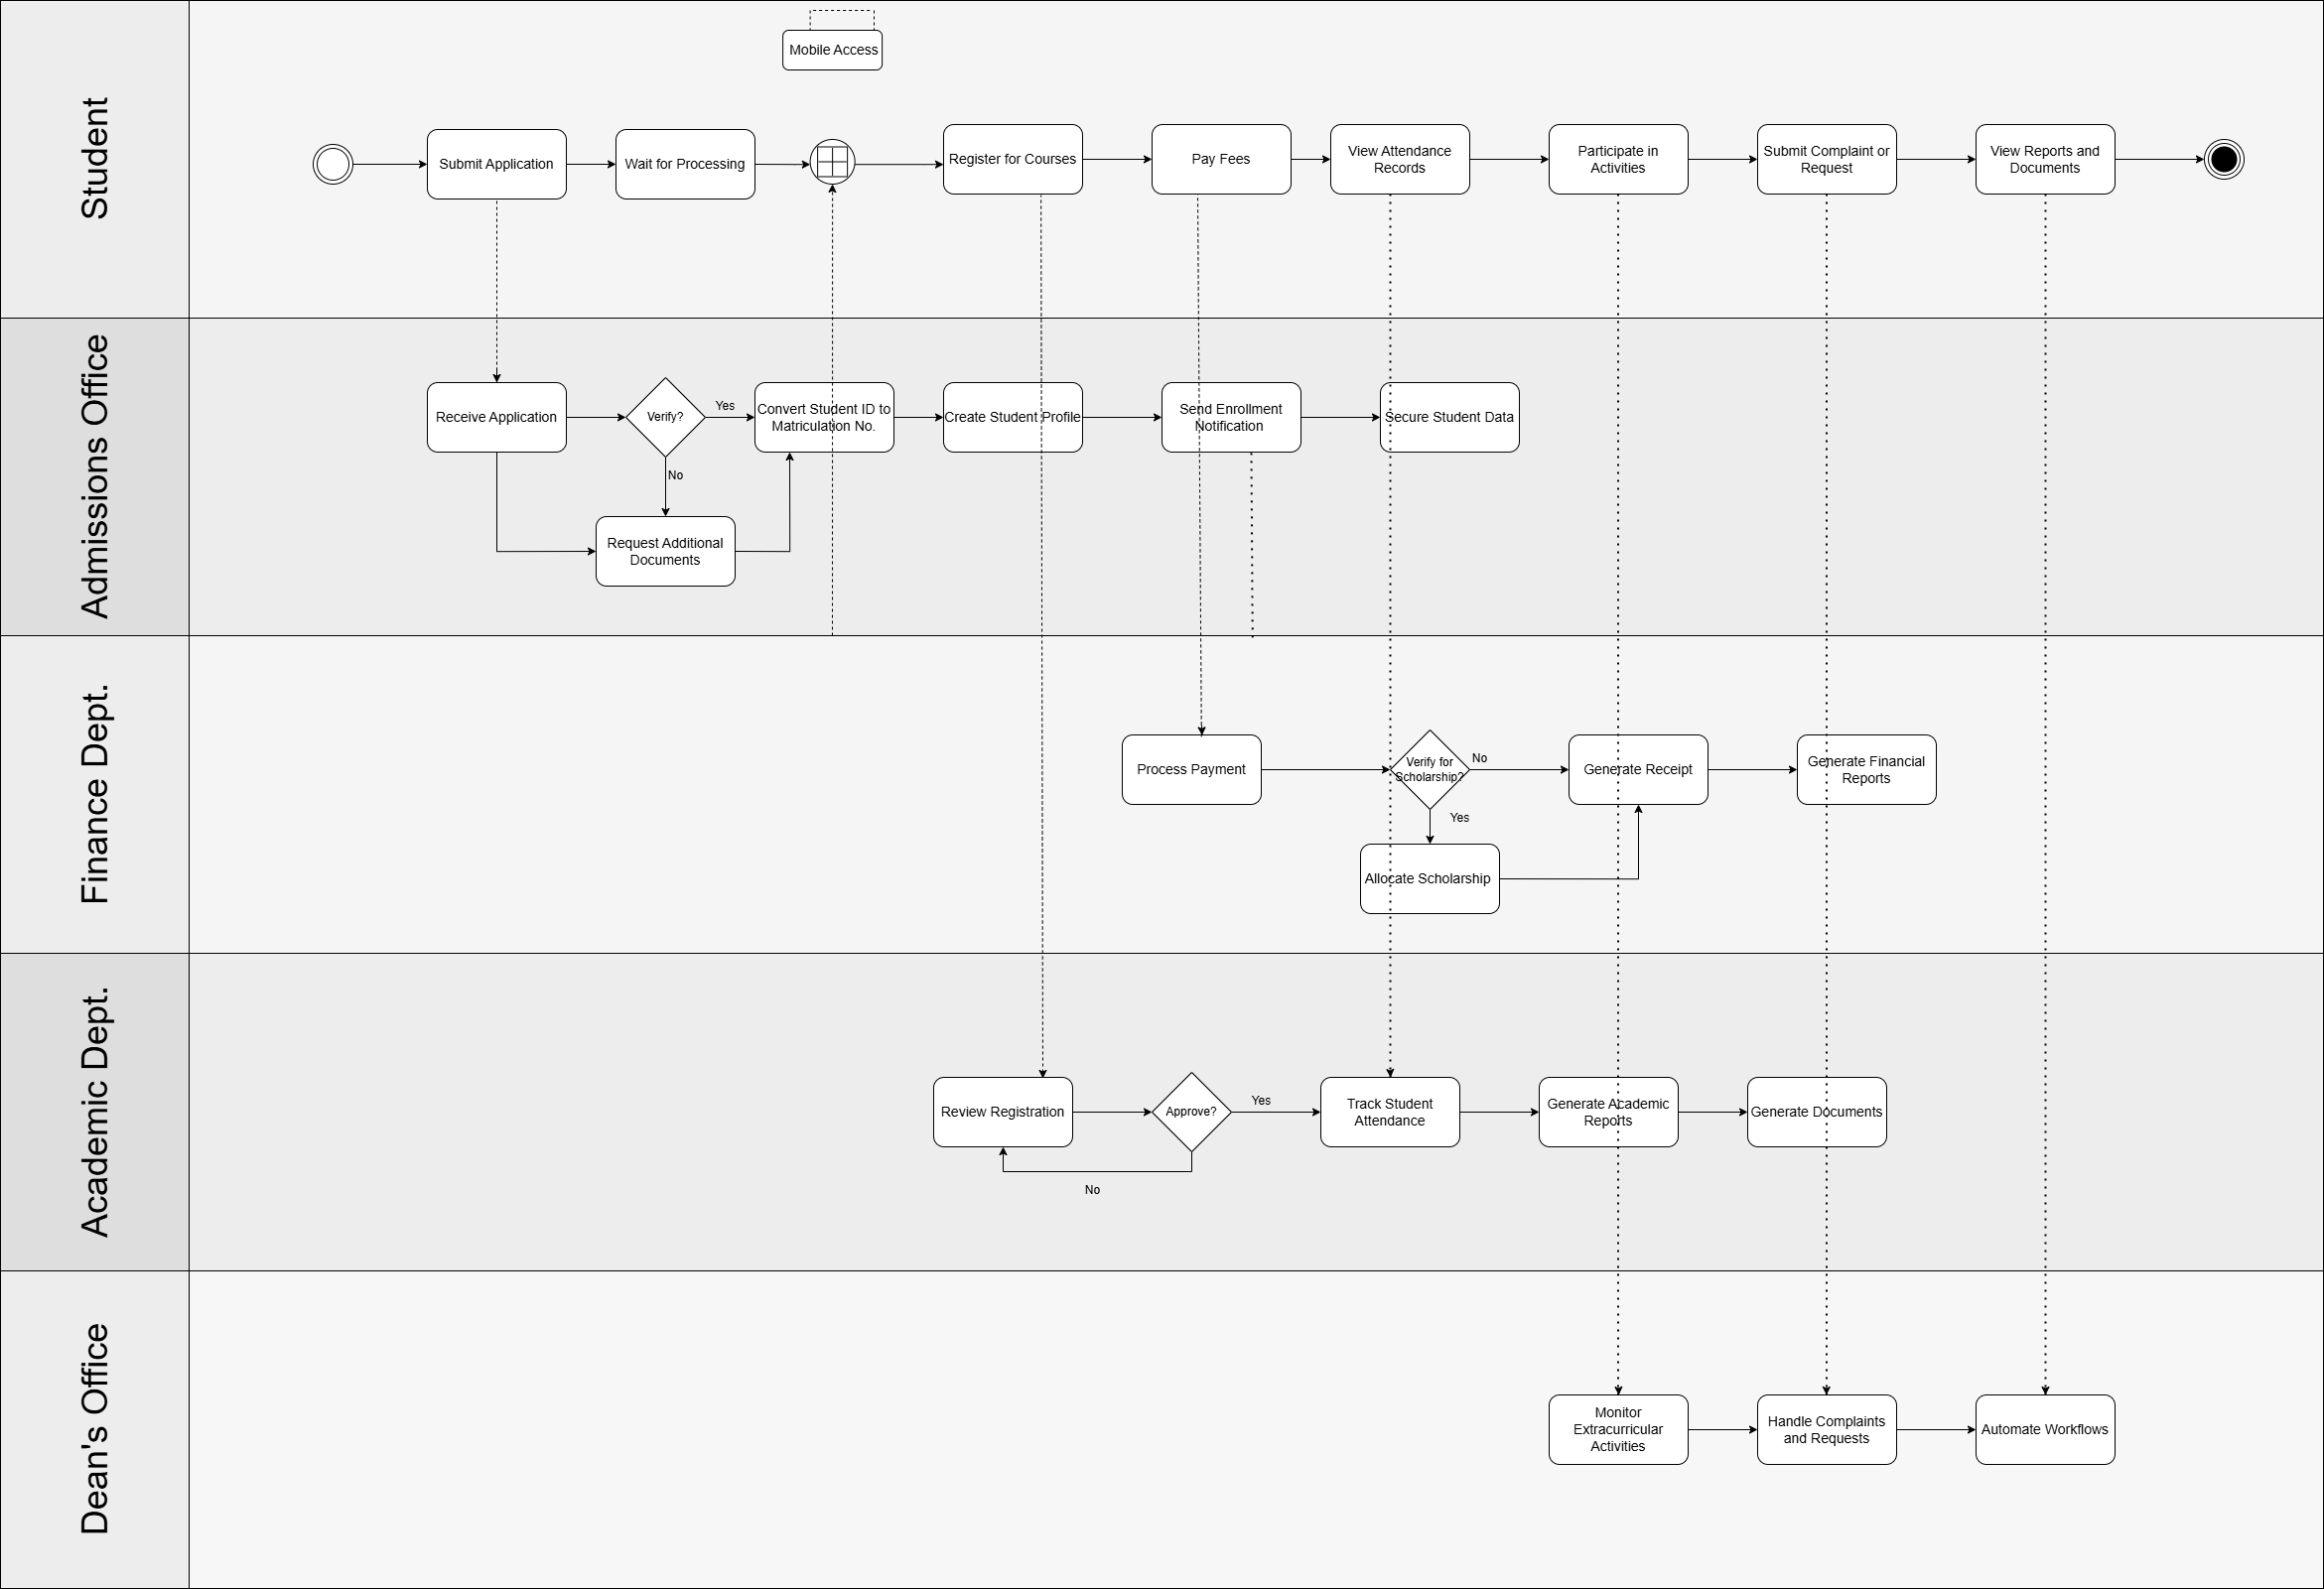 Student
Mobile Access
Submit Application
Wait for Processing
Register for Courses
Pay Fees
View Attendance
Records
Participate in
Activities
Submit Complaint or
Request
View Reports and
Documents
Admissions Office
Receive Application
Verify?
Yes
No
Convert Student ID to
Matriculation No.
Create Student Profile
Send Enrollment
Notification
Secure Student Data
Request Additional
Documents
Finance Dept.
Process Payment
Verify for
Scholarship?
No
Yes
Generate Receipt
Generate Financial
Reports
Allocate Scholarship
Academic Dept.
Review Registration
Approve?
Yes
No
Track Student
Attendance
Generate Academic
Reports
Generate Documents
Dean's Office
Monitor
Extracurricular
Activities
Handle Complaints
and Requests
Automate Workflows